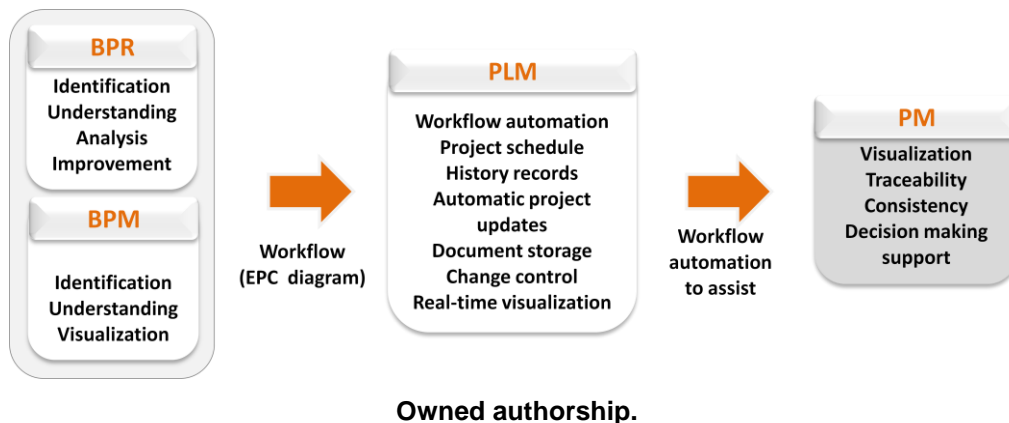 BPR
Identification
Understanding
Analysis
Improvement
BPM
Identification
Understanding
Visualization
Workflow
(EPC diagram)
PLM
Workflow automation
Project schedule
History records
Automatic project
updates
Document storage
Change control
Real-time visualization
Workflow
automation
to assist
PM
Visualization
Traceability
Consistency
Decision making
support
Owned authorship.